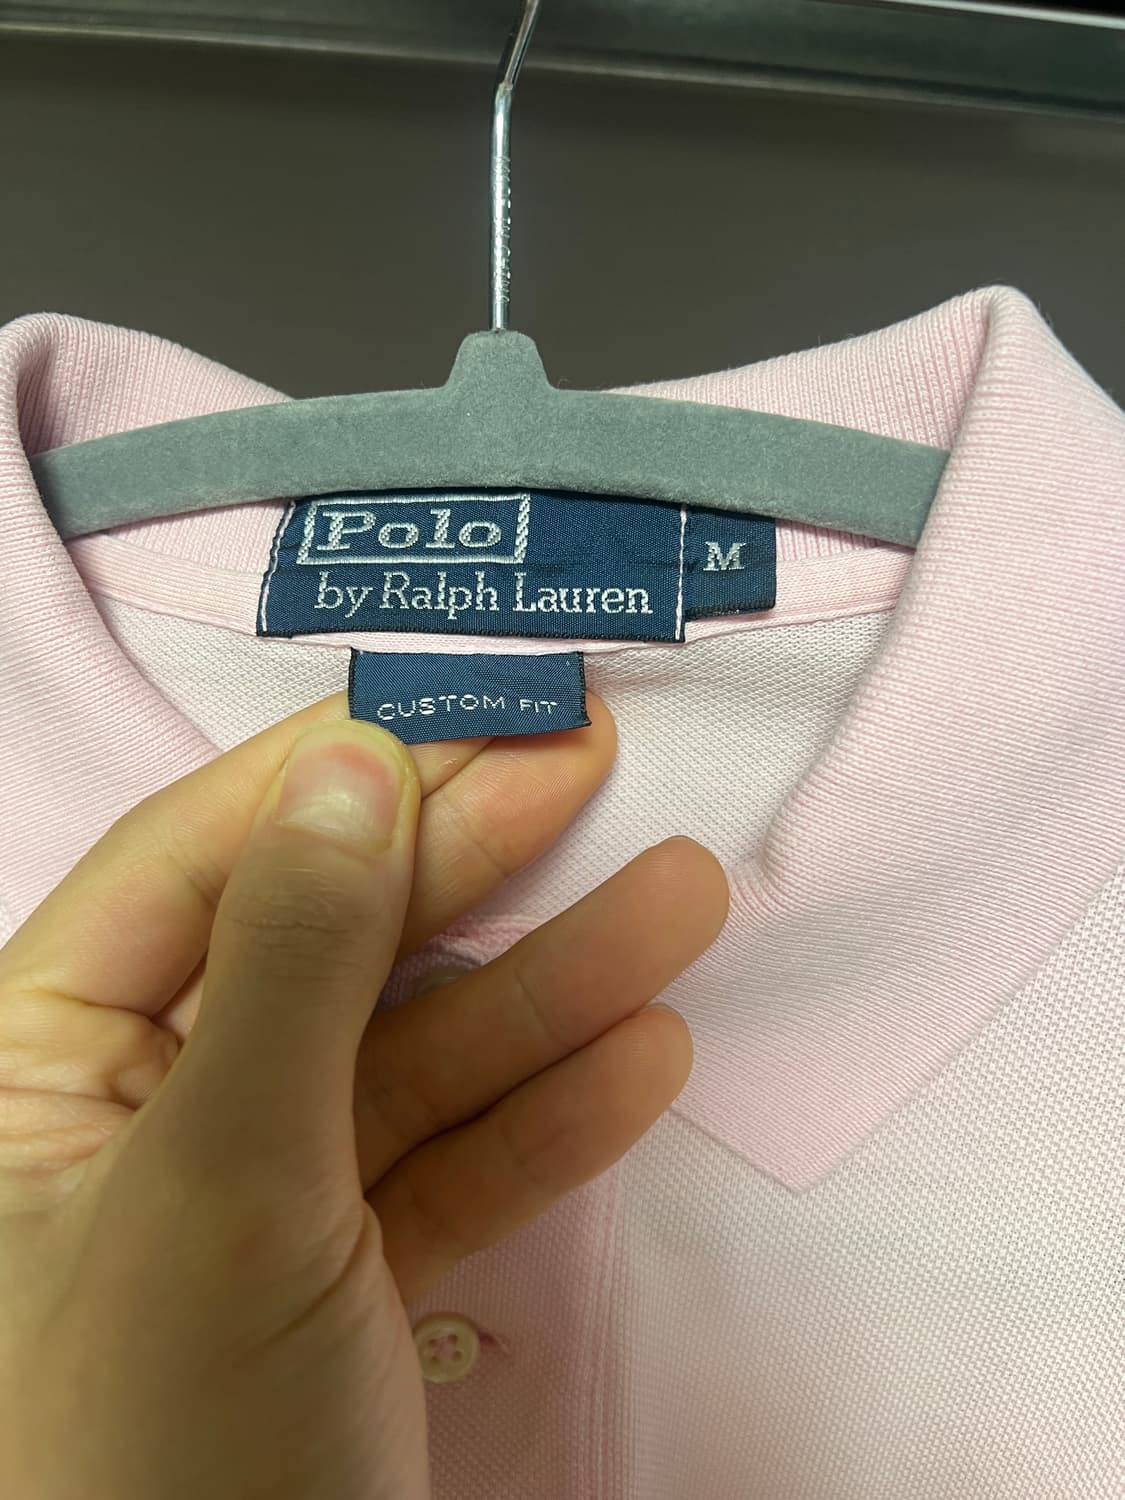 Polo
by Ralph Lauren
M
CUSTOM FIT